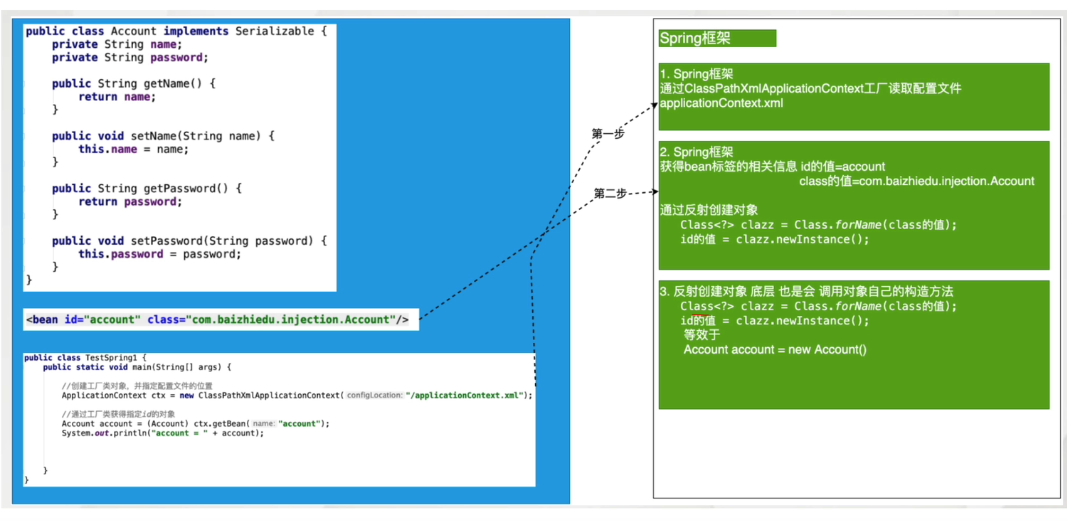 public class Account implements Serializable {
private String name;
private String password;
public String getName() {
return name;
}
public void setName(String name) {
this.name = name;
}
public String getPassword() {
return password;
}
public void setPassword(String password) {
this.password = password;
}
}
<bean id="account" class="com.baizhiedu.injection.Account"/>
public class TestSpring1 {
public static void main(String[] args) {
//创建工厂类对象，并指定配置文件的位置
ApplicationContext ctx = new ClassPathXmlApplicationContext( configLocation: "/applicationContext.xml");
//通过工厂类获得指定id的对象
Account account = (Account) ctx.getBean( name: "account");
System.out.println("account = " + account);
}
}
第一步
第二步
Spring框架
1. Spring框架
通过ClassPathXmlApplicationContext工厂读取配置文件
applicationContext.xml
2. Spring框架
获得bean标签的相关信息 id的值=account
class的值=com.baizhiedu.injection.Account
通过反射创建对象
Class<?> clazz = Class.forName(class的值);
id的值 = clazz.newInstance();
3. 反射创建对象 底层 也是会 调用对象自己的构造方法
Class<?> clazz = Class.forName(class的值);
id的值 = clazz.newInstance();
等效于
Account account = new Account()